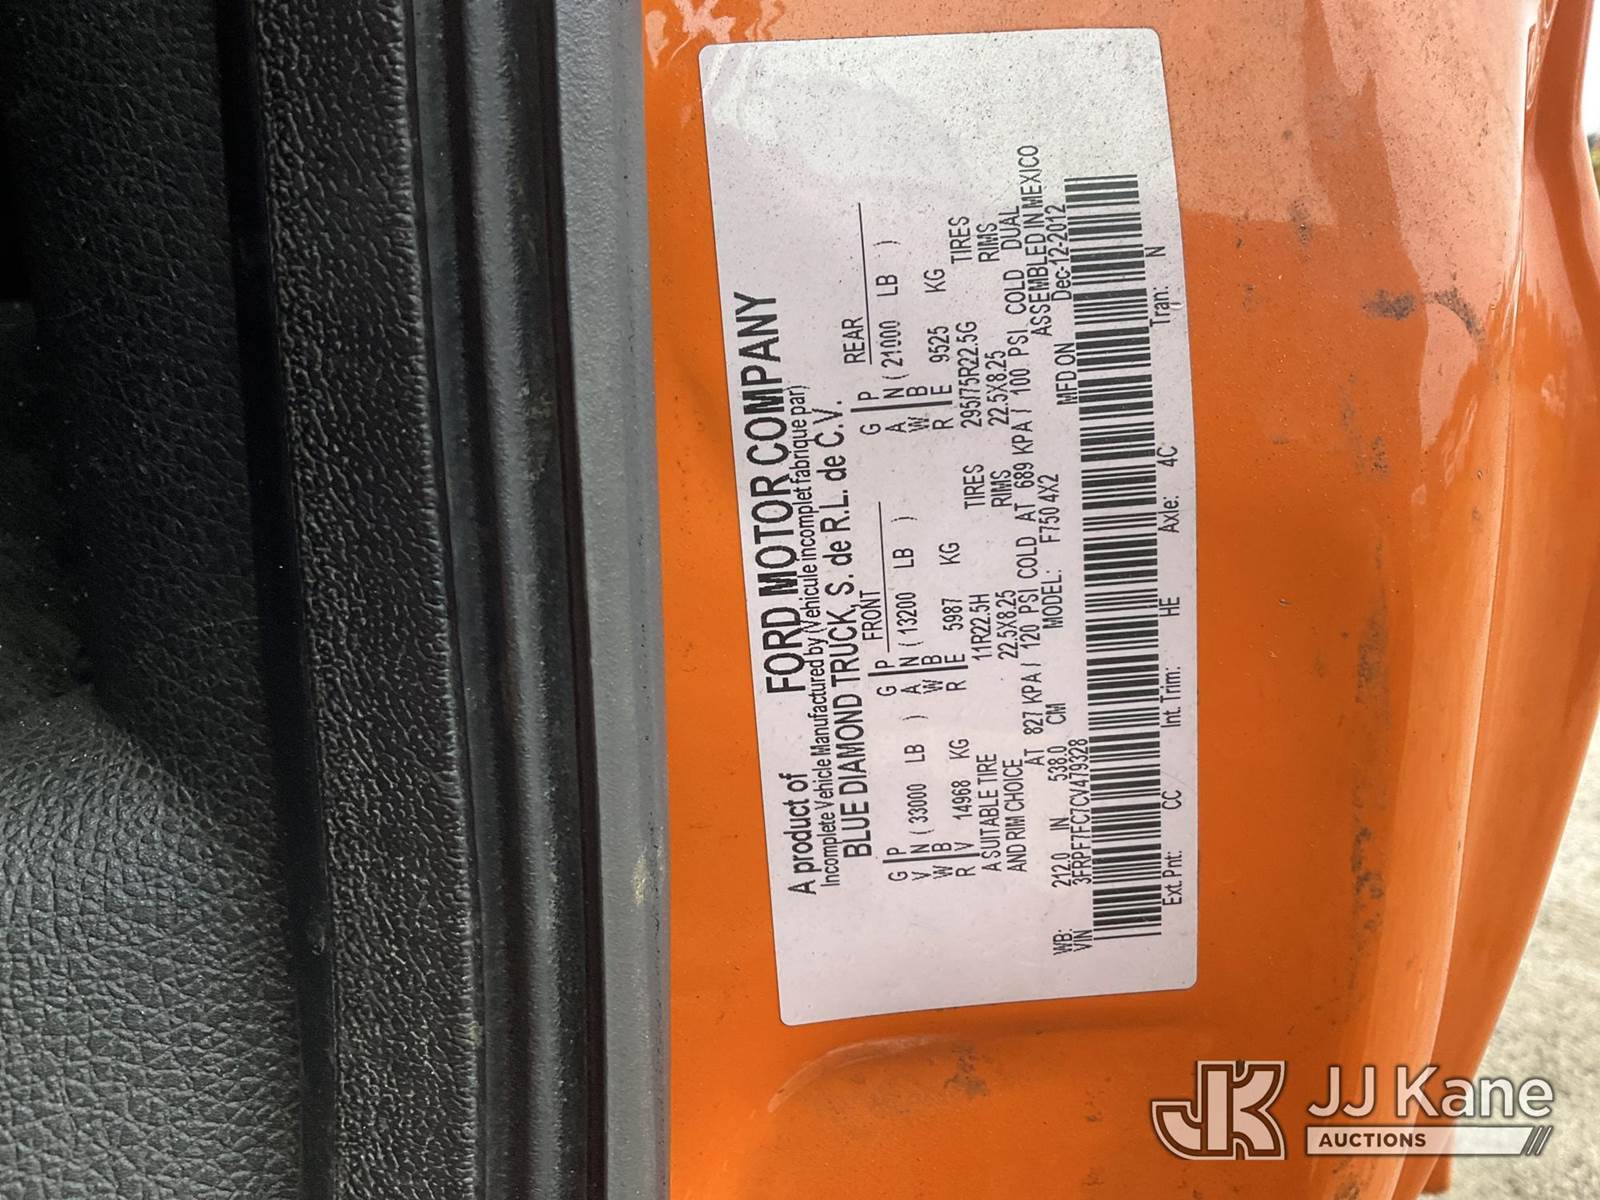 A product of FORD MOTOR COMPANY
Incomplete Vehicle Manufactured by (Vehicule incomplet fabrique par)
BLUE DIAMOND TRUCK, S. de R.L. de C.V.
FRONT REAR
G P G P G P
V N ( 33000 LB ) A N ( 13200 LB ) A N ( 21000 LB )
W B W B W B
R V 14968 KG R E 5987 KG R E 9525 KG
A SUITABLE TIRE 11R22.5H TIRES 295/75R22.5G TIRES
AND RIM CHOICE 22.5X8.25 RIMS 22.5X8.25 RIMS
AT 827 KPA / 120 PSI COLD AT 689 KPA / 100 PSI COLD DUAL
ASSEMBLED IN MEXICO
WB: 212.0 IN 538.0 CM MODEL: F750 4X2 MFD ON Dec-12-2012
VIN 3FRPF7FC7CV479328
Ext. Pnt: CC Int. Trim: HE Axle: 4C Tran: N
JK JJ Kane
AUCTIONS